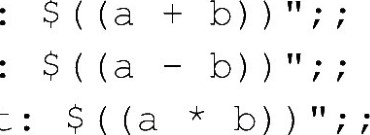 : $((a + b))";;
: $((a - b))";;
t: $((a * b))";;